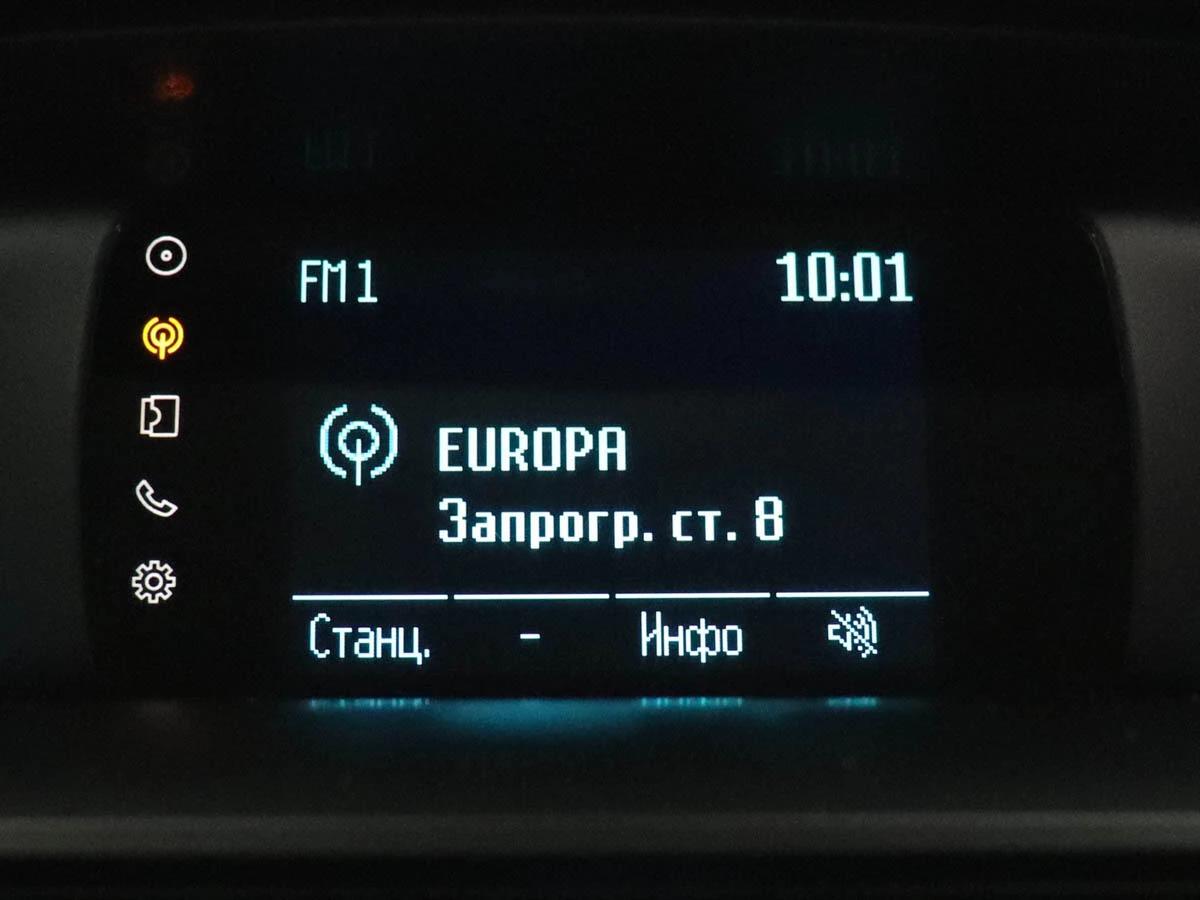 FM1 10:01
EUROPA
Запрогр. ст. 8
Станц. - Инфо